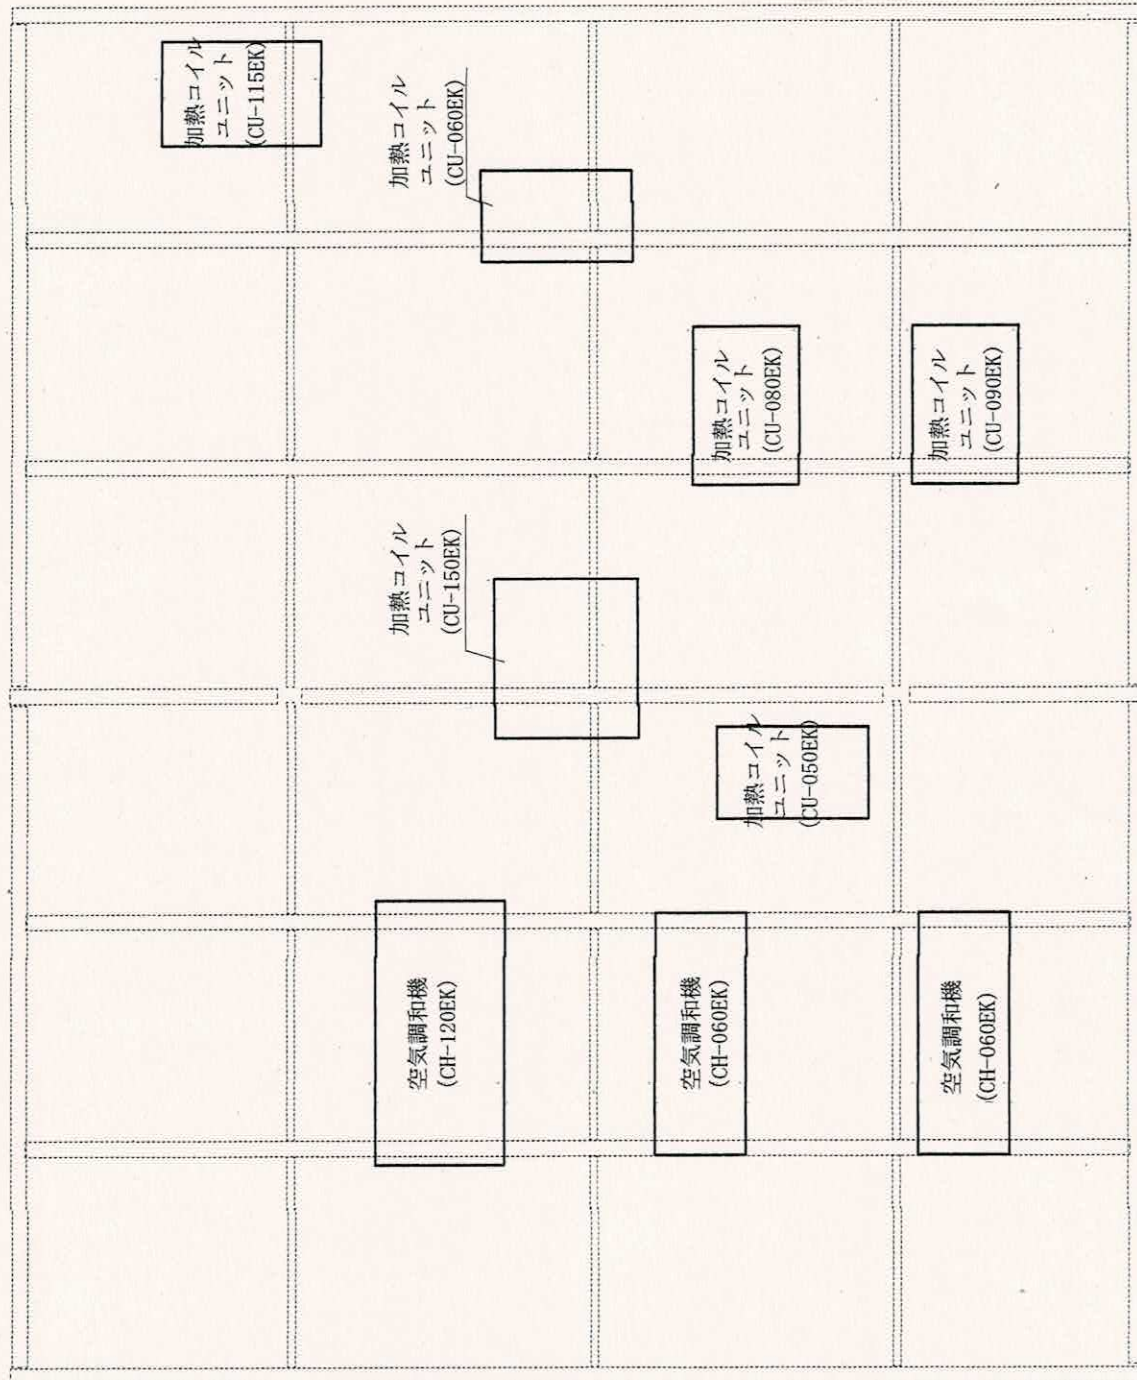 加熱コイル
ユニット
(CU-115EK)
加熱コイル
ユニット
(CU-060EK)
加熱コイル
ユニット
(CU-080EK)
加熱コイル
ユニット
(CU-090EK)
加熱コイル
ユニット
(CU-150EK)
加熱コイル
ユニット
(CU-050EK)
空気調和機
(CH-120EK)
空気調和機
(CH-060EK)
空気調和機
(CH-060EK)